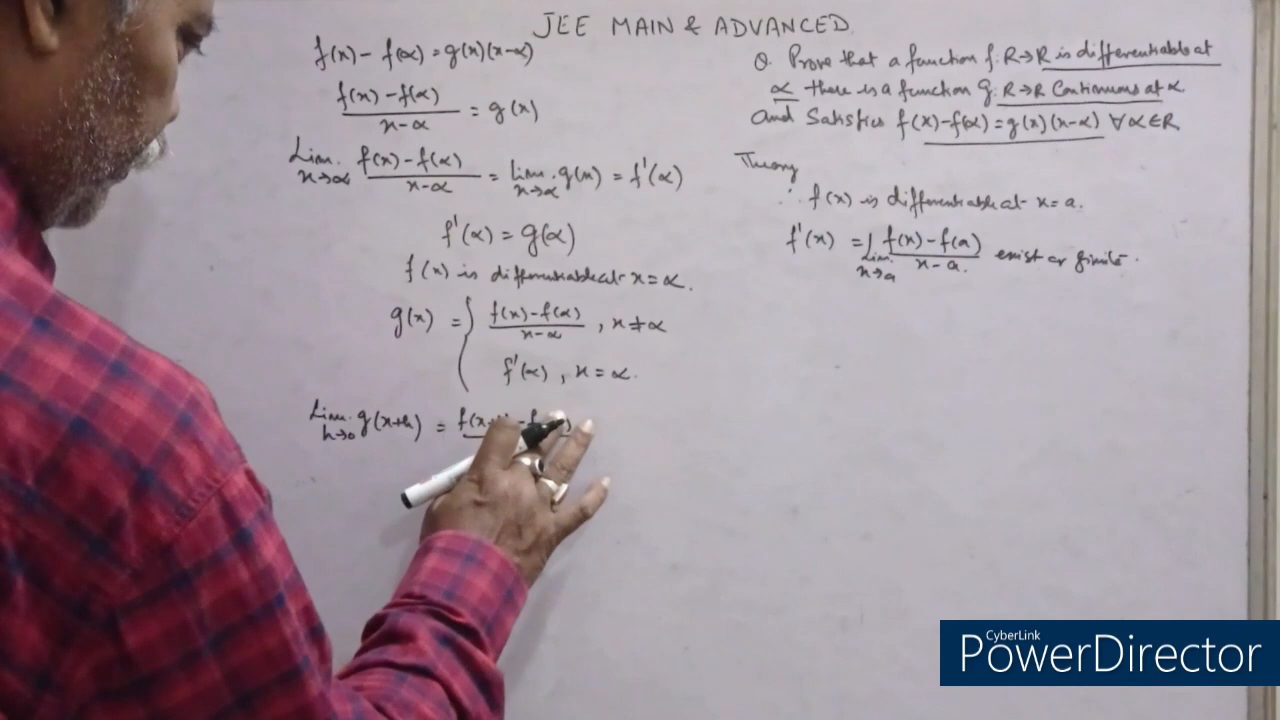 JEE MAIN & ADVANCED
f(x) - f(α) = g(x)(x-α)
f(x) - f(α) / x-α = g(x)
Lim. x→α f(x) - f(α) / x-α = lim. x→α g(x) = f'(α)
f'(α) = g(α)
f(x) is differentiable at x = α.
g(x) = { f(x) - f(α) / x-α , x ≠ α
f'(α) , x = α.
Lim. h→0 g(x+h) = f(x+
Q. Prove that a function f: R→R is differentiable at
α there is a function g: R→R Continuous at α
And Satisfies f(x)-f(α) = g(x)(x-α) ∀ α∈R
Theory
∴ f(x) is differentiable at x = a.
f'(x) = Lim. x→a f(x) - f(a) / x-a. exist or finite.
CyberLink
PowerDirector